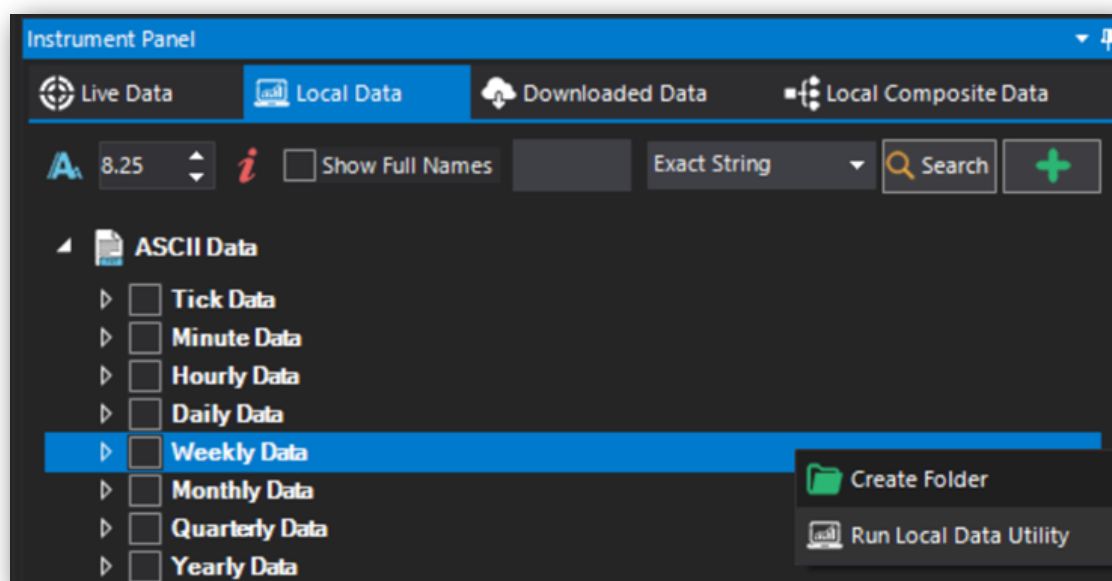 Instrument Panel
Live Data
Local Data
Downloaded Data
Local Composite Data
8.25
Show Full Names
Exact String
Search
ASCII Data
Tick Data
Minute Data
Hourly Data
Daily Data
Weekly Data
Create Folder
Monthly Data
Run Local Data Utility
Quarterly Data
Yearly Data